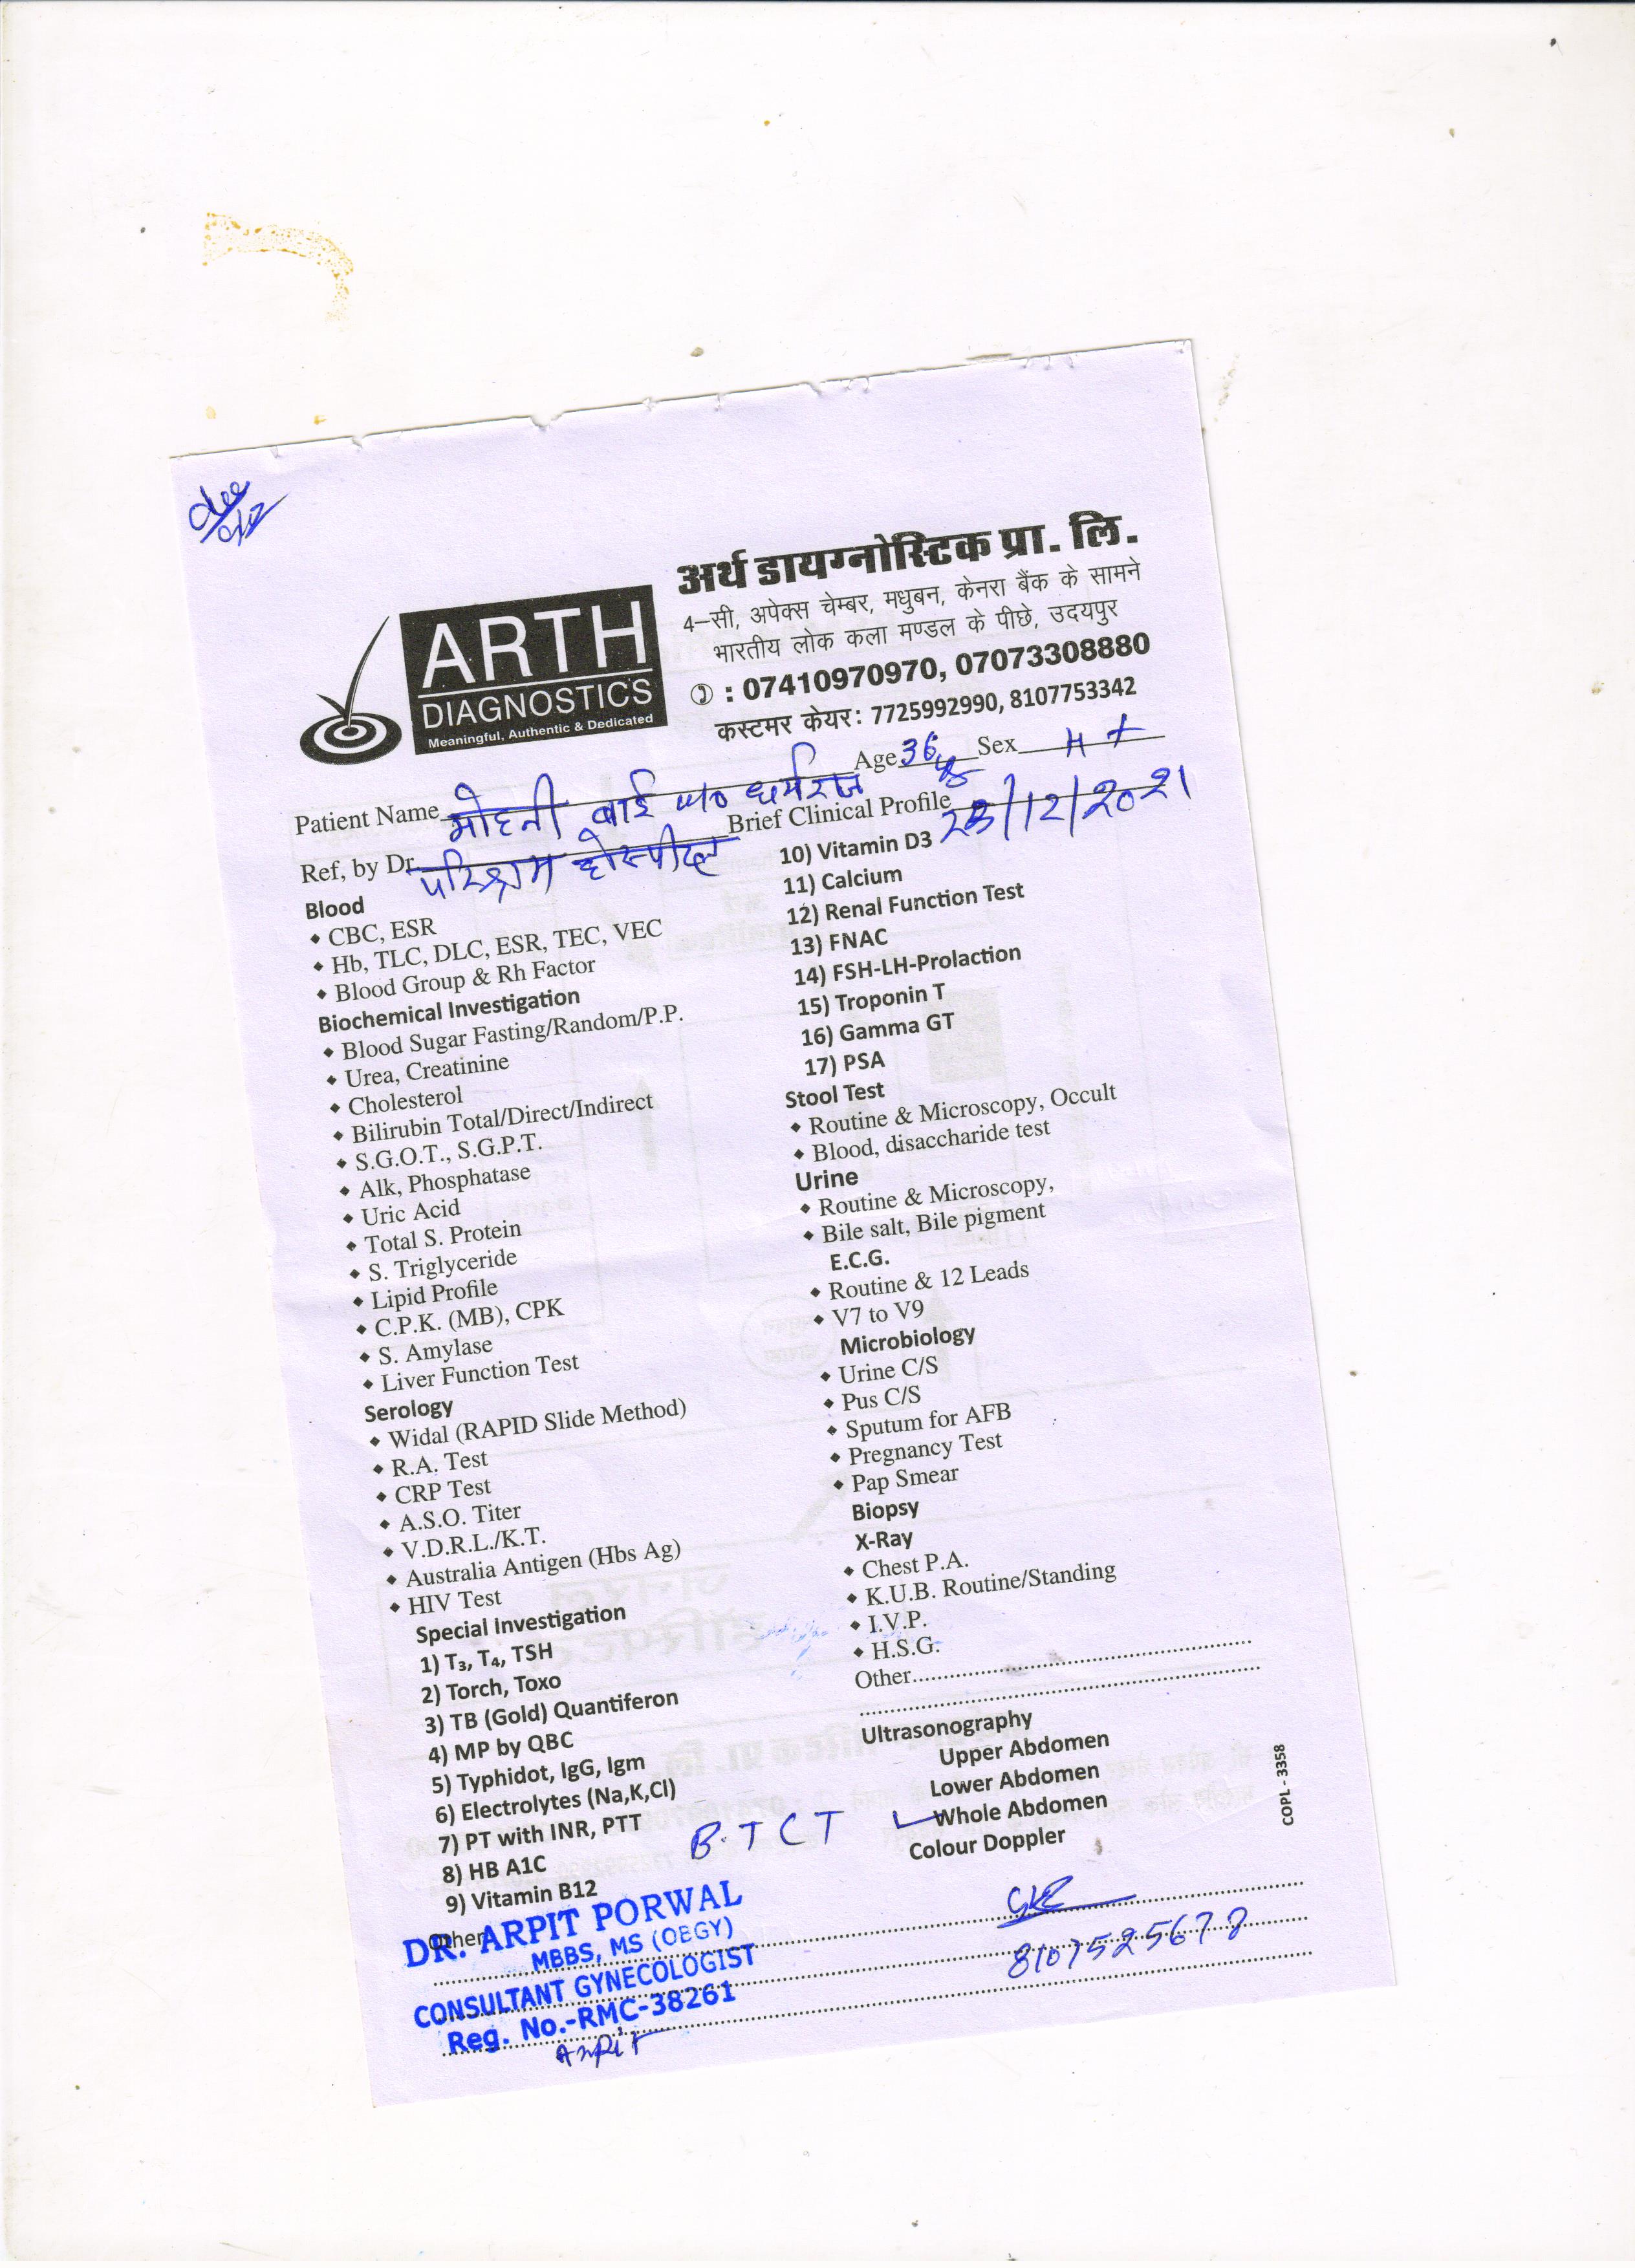 अर्थ डायग्नोस्टिक प्रा. लि.
4–सी, अपेक्स चेम्बर, मधुबन, केनरा बैंक के सामने
भारतीय लोक कला मण्डल के पीछे, उदयपुर
: 07410970970, 07073308880
कस्टमर केयर: 7725992990, 8107753342
ARTH
DIAGNOSTICS
Meaningful, Authentic & Dedicated
Patient Name मोहनी बाई w/o धर्मराज Age 36 Sex
Ref, by Dr. परिश्रम होस्पीटल Brief Clinical Profile 23/12/2021
Blood
CBC, ESR
Hb, TLC, DLC, ESR, TEC, VEC
Blood Group & Rh Factor
Biochemical Investigation
Blood Sugar Fasting/Random/P.P.
Urea, Creatinine
Cholesterol
Bilirubin Total/Direct/Indirect
S.G.O.T., S.G.P.T.
Alk, Phosphatase
Uric Acid
Total S. Protein
S. Triglyceride
Lipid Profile
C.P.K. (MB), CPK
S. Amylase
Liver Function Test
Serology
Widal (RAPID Slide Method)
R.A. Test
CRP Test
A.S.O. Titer
V.D.R.L./K.T.
Australia Antigen (Hbs Ag)
HIV Test
Special Investigation
1) T₃, T₄, TSH
2) Torch, Toxo
3) TB (Gold) Quantiferon
4) MP by QBC
5) Typhidot, IgG, Igm
6) Electrolytes (Na,K,Cl)
7) PT with INR, PTT
8) HB A1C
9) Vitamin B12
Other
10) Vitamin D3
11) Calcium
12) Renal Function Test
13) FNAC
14) FSH-LH-Prolaction
15) Troponin T
16) Gamma GT
17) PSA
Stool Test
Routine & Microscopy, Occult
Blood, disaccharide test
Urine
Routine & Microscopy,
Bile salt, Bile pigment
E.C.G.
Routine & 12 Leads
V7 to V9
Microbiology
Urine C/S
Pus C/S
Sputum for AFB
Pregnancy Test
Pap Smear
Biopsy
X-Ray
Chest P.A.
K.U.B. Routine/Standing
I.V.P.
H.S.G.
Other
Ultrasonography
Upper Abdomen
Lower Abdomen
Whole Abdomen
Colour Doppler
BTCT
COPL - 3358
DR. ARPIT PORWAL
MBBS, MS (OBGY)
CONSULTANT GYNECOLOGIST
Reg. No.-RMC-38261
Arpit
8107525678